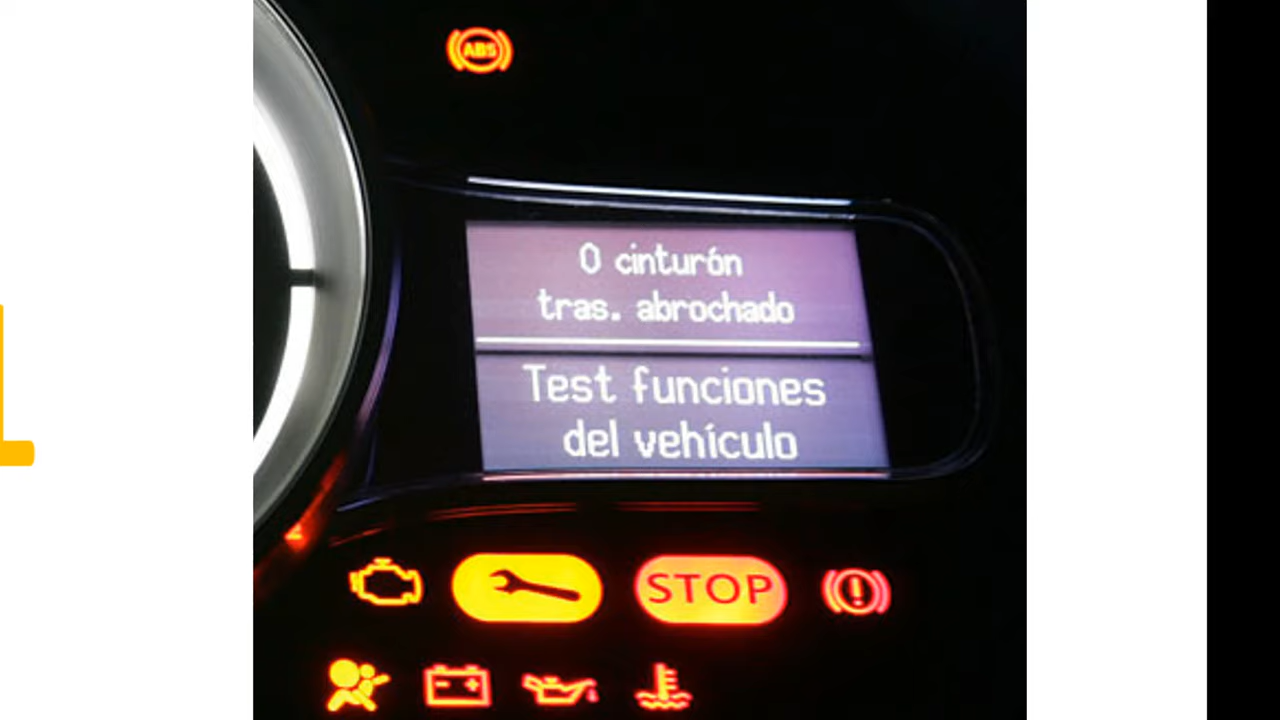 ABS
0 cinturón
tras. abrochado
Test funciones
del vehículo
STOP